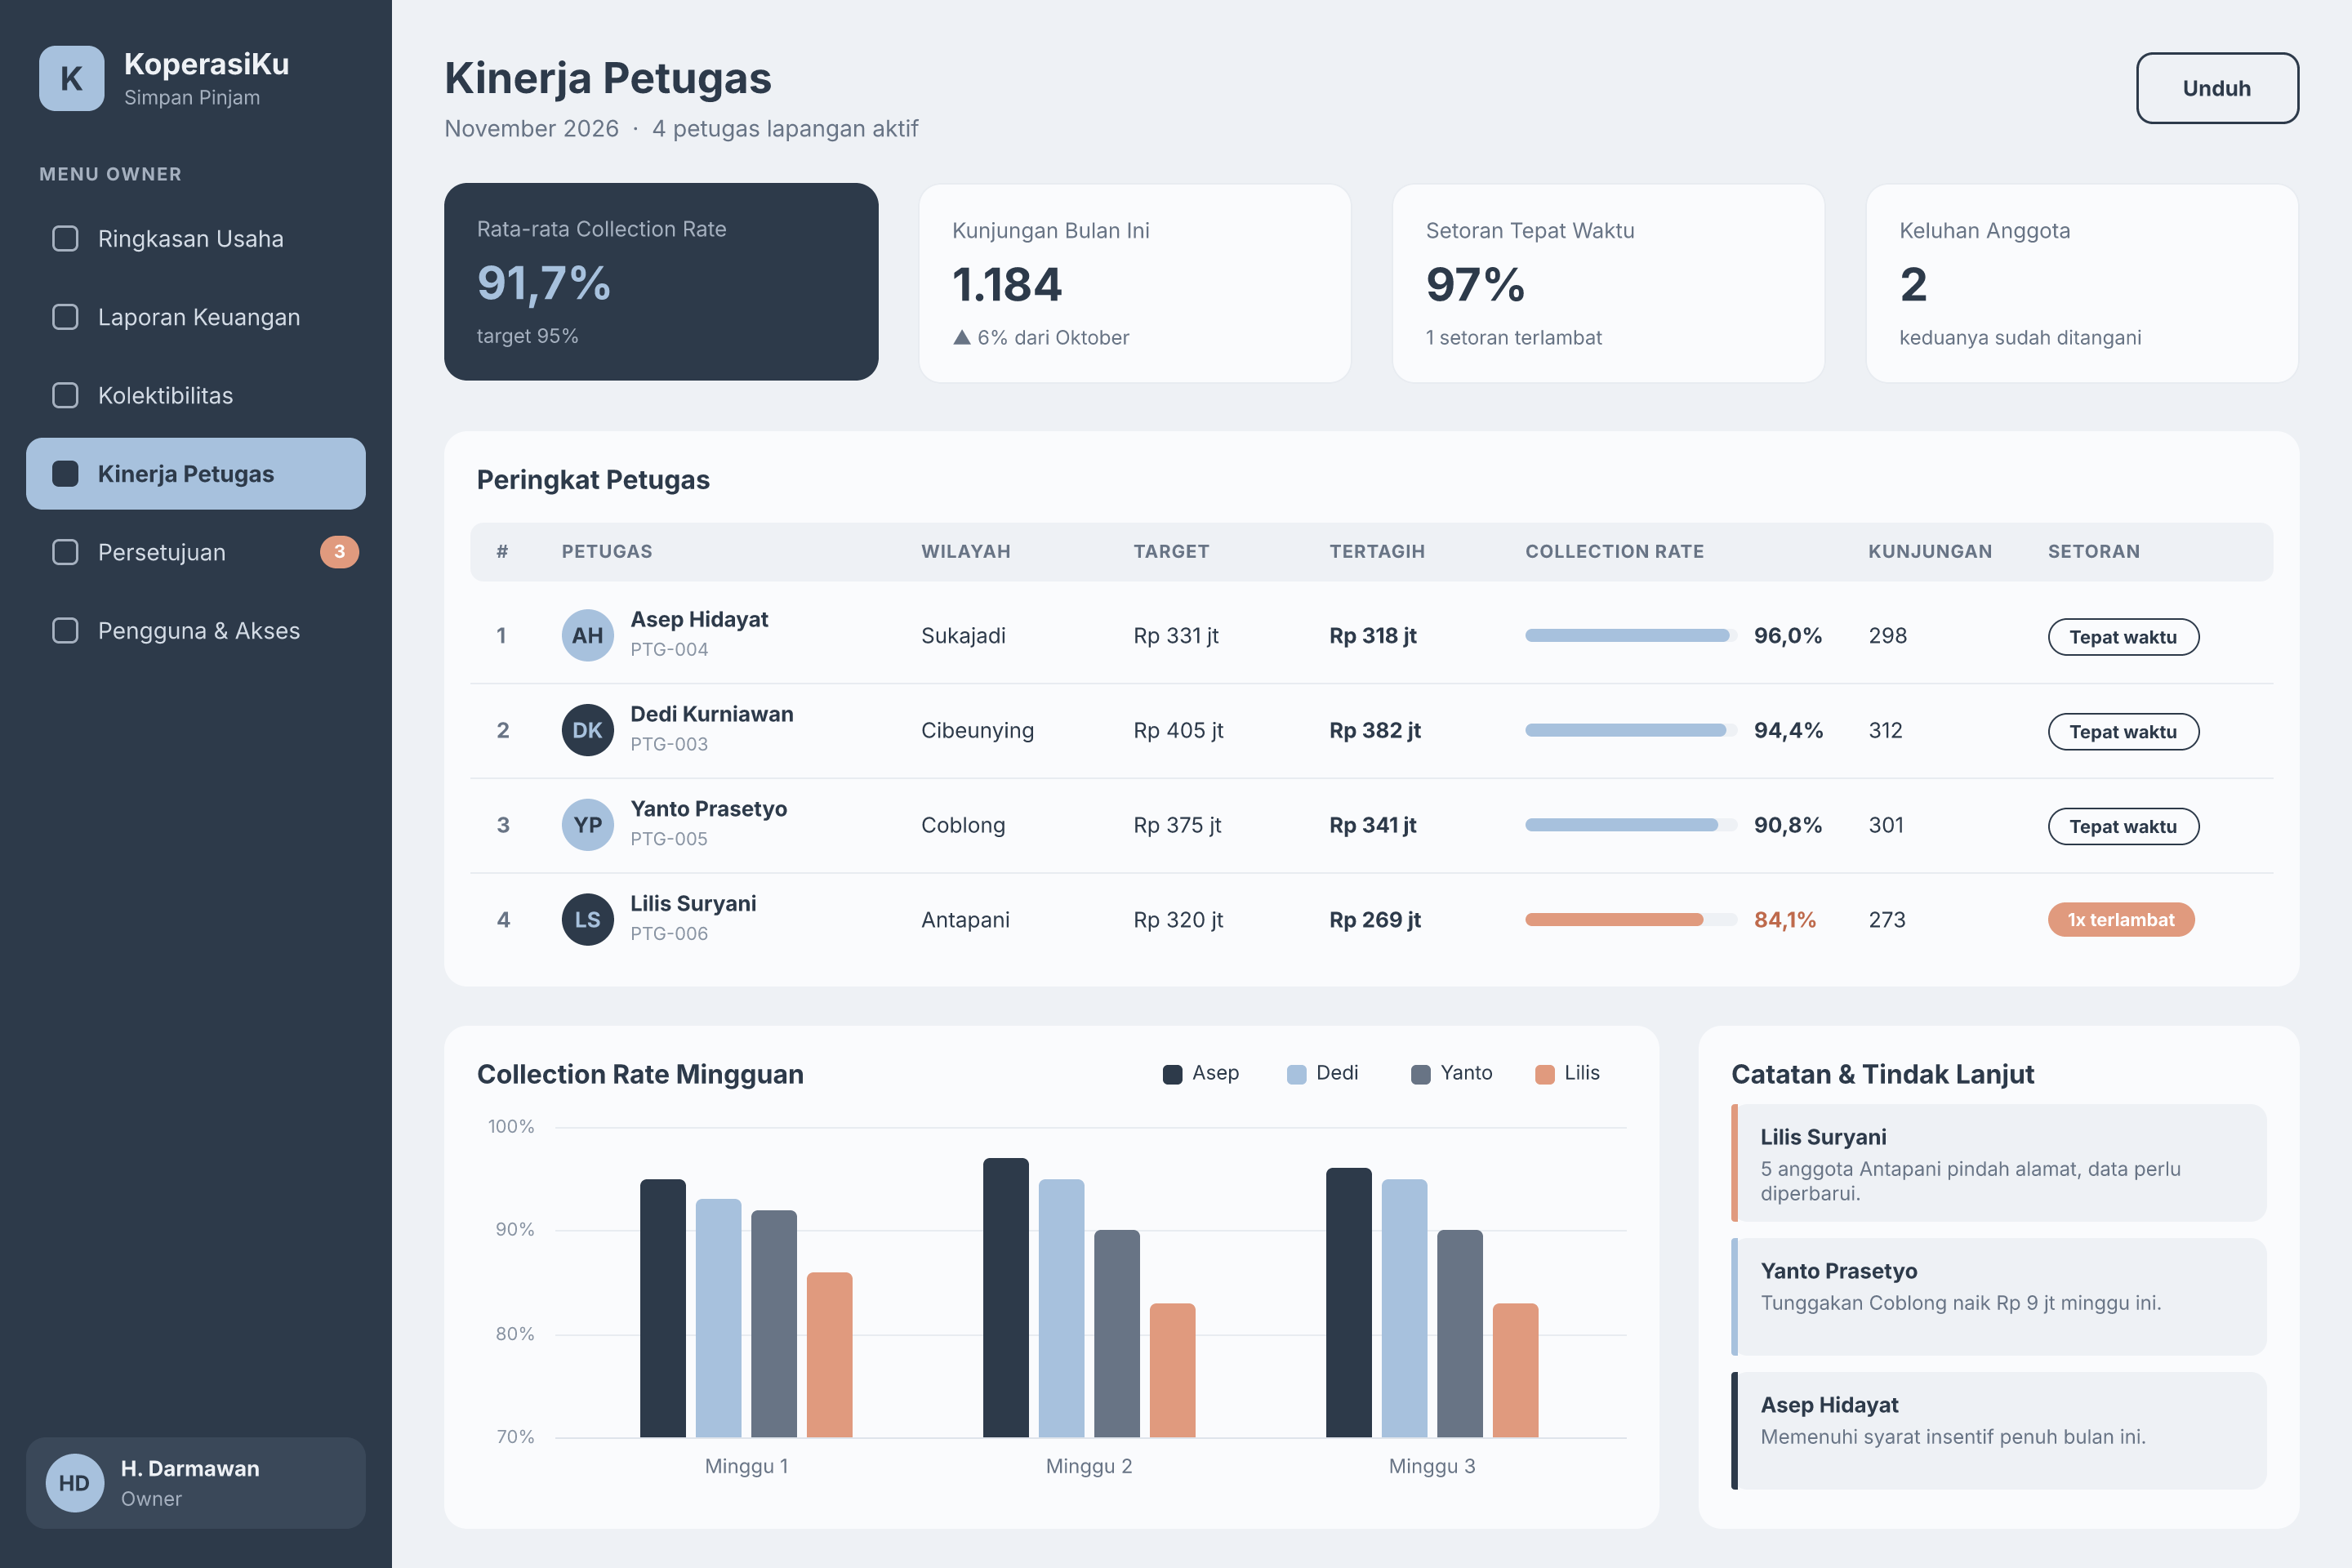 K
KoperasiKu
Simpan Pinjam
MENU OWNER
Ringkasan Usaha
Laporan Keuangan
Kolektibilitas
Kinerja Petugas
Persetujuan 3
Pengguna & Akses
HD
H. Darmawan
Owner
Kinerja Petugas
November 2026 · 4 petugas lapangan aktif
Unduh
Rata-rata Collection Rate
91,7%
target 95%
Kunjungan Bulan Ini
1.184
▲ 6% dari Oktober
Setoran Tepat Waktu
97%
1 setoran terlambat
Keluhan Anggota
2
keduanya sudah ditangani
Peringkat Petugas
# PETUGAS WILAYAH TARGET TERTAGIH COLLECTION RATE KUNJUNGAN SETORAN
1 AH Asep Hidayat PTG-004 Sukajadi Rp 331 jt Rp 318 jt 96,0% 298 Tepat waktu
2 DK Dedi Kurniawan PTG-003 Cibeunying Rp 405 jt Rp 382 jt 94,4% 312 Tepat waktu
3 YP Yanto Prasetyo PTG-005 Coblong Rp 375 jt Rp 341 jt 90,8% 301 Tepat waktu
4 LS Lilis Suryani PTG-006 Antapani Rp 320 jt Rp 269 jt 84,1% 273 1x terlambat
Collection Rate Mingguan
Asep Dedi Yanto Lilis
100%
90%
80%
70%
Minggu 1 Minggu 2 Minggu 3
Catatan & Tindak Lanjut
Lilis Suryani
5 anggota Antapani pindah alamat, data perlu
diperbarui.
Yanto Prasetyo
Tunggakan Coblong naik Rp 9 jt minggu ini.
Asep Hidayat
Memenuhi syarat insentif penuh bulan ini.